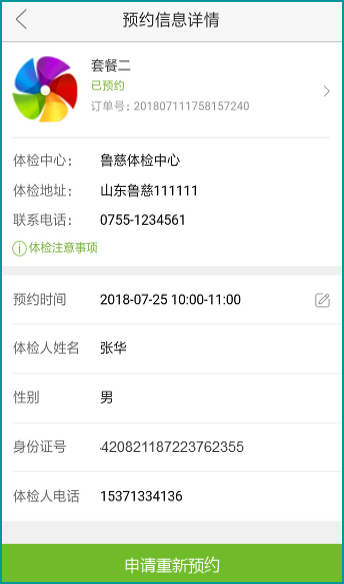 预约信息详情
套餐二
已预约
订单号: 201807111758157240
体检中心: 鲁慈体检中心
体检地址: 山东鲁慈111111
联系电话: 0755-1234561
体检注意事项
预约时间 2018-07-25 10:00-11:00
体检人姓名 张华
性别 男
身份证号 420821187223762355
体检人电话 15371334136
申请重新预约